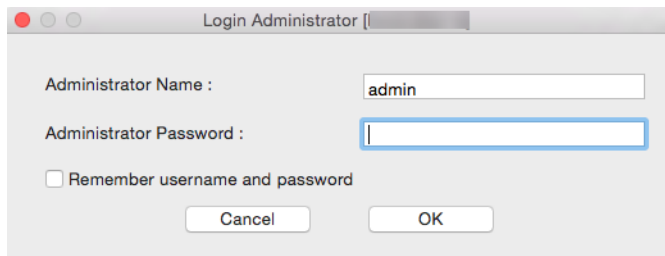 Login Administrator [
Administrator Name :
admin
Administrator Password :
Remember username and password
Cancel
OK